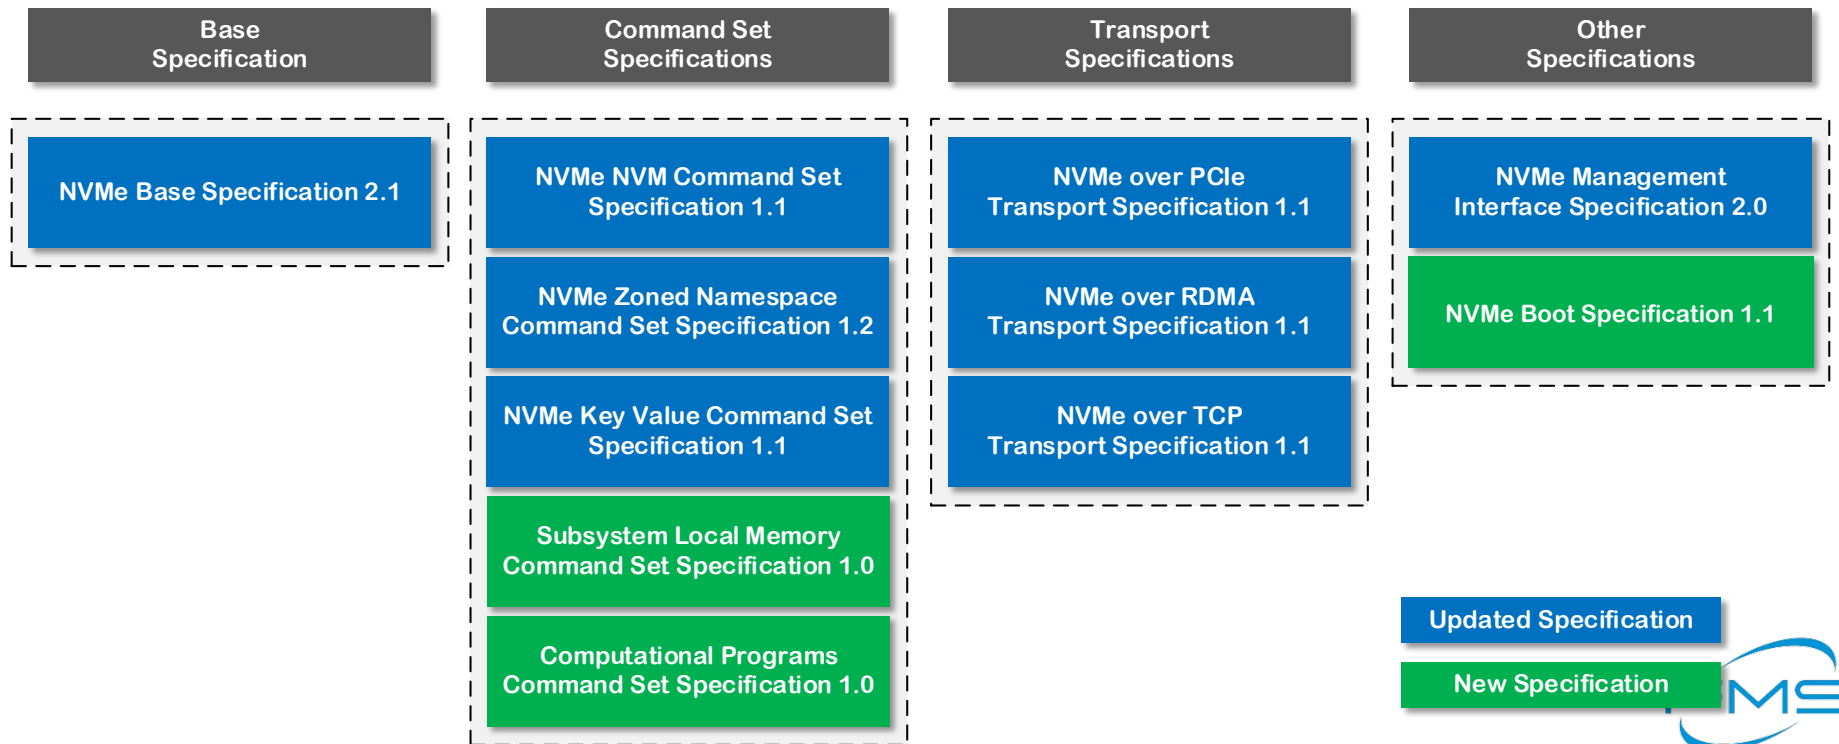 Base
Specification
Command Set
Specifications
Transport
Specifications
Other
Specifications
NVMe Base Specification 2.1
NVMe NVM Command Set
Specification 1.1
NVMe Zoned Namespace
Command Set Specification 1.2
NVMe Key Value Command Set
Specification 1.1
Subsystem Local Memory
Command Set Specification 1.0
Computational Programs
Command Set Specification 1.0
NVMe over PCIe
Transport Specification 1.1
NVMe over RDMA
Transport Specification 1.1
NVMe over TCP
Transport Specification 1.1
NVMe Management
Interface Specification 2.0
NVMe Boot Specification 1.1
Updated Specification
New Specification